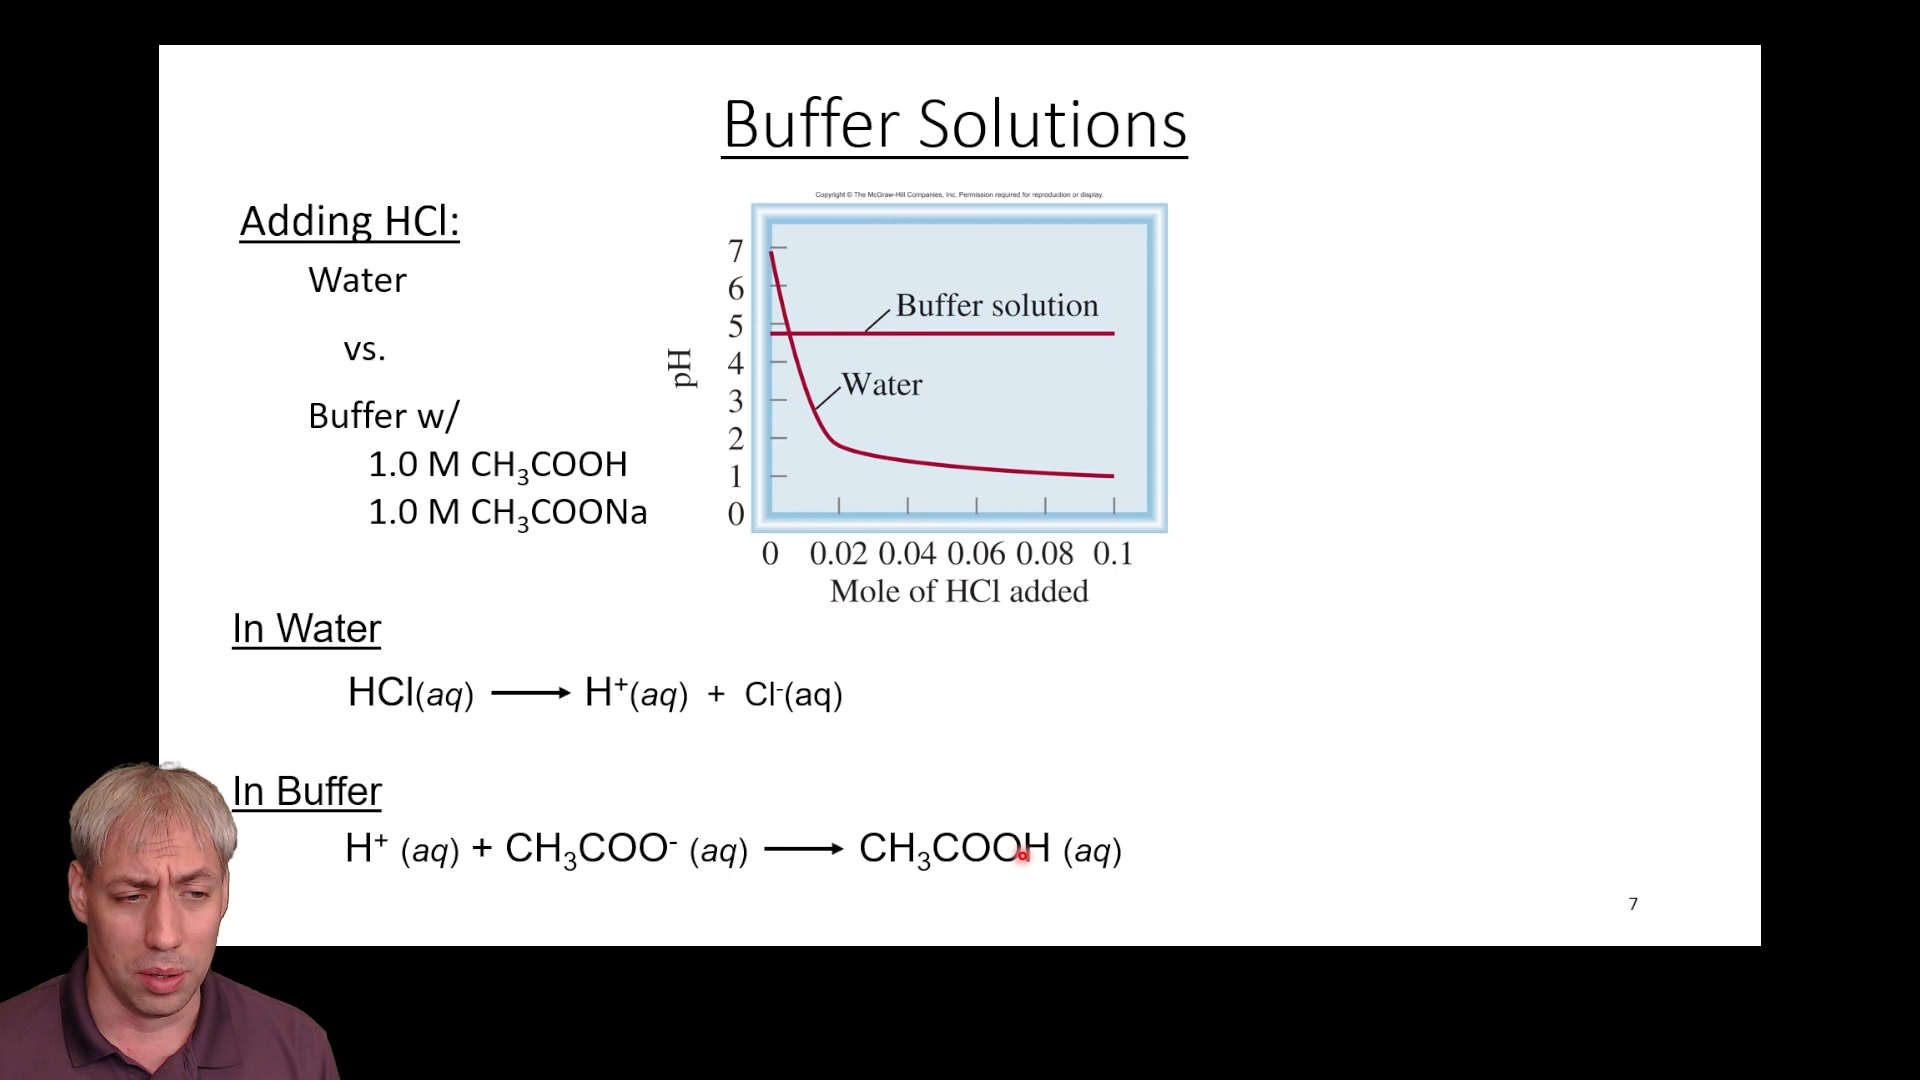 Buffer Solutions
Adding HCl:
Water
vs.
Buffer w/
1.0 M CH₃COOH
1.0 M CH₃COONa
Copyright © The McGraw-Hill Companies, Inc. Permission required for reproduction or display.
7
6
5
4
3
2
1
0
pH
Buffer solution
Water
0 0.02 0.04 0.06 0.08 0.1
Mole of HCl added
In Water
HCl(aq) ⟶ H⁺(aq) + Cl⁻(aq)
In Buffer
H⁺ (aq) + CH₃COO⁻ (aq) ⟶ CH₃COOH (aq)
7